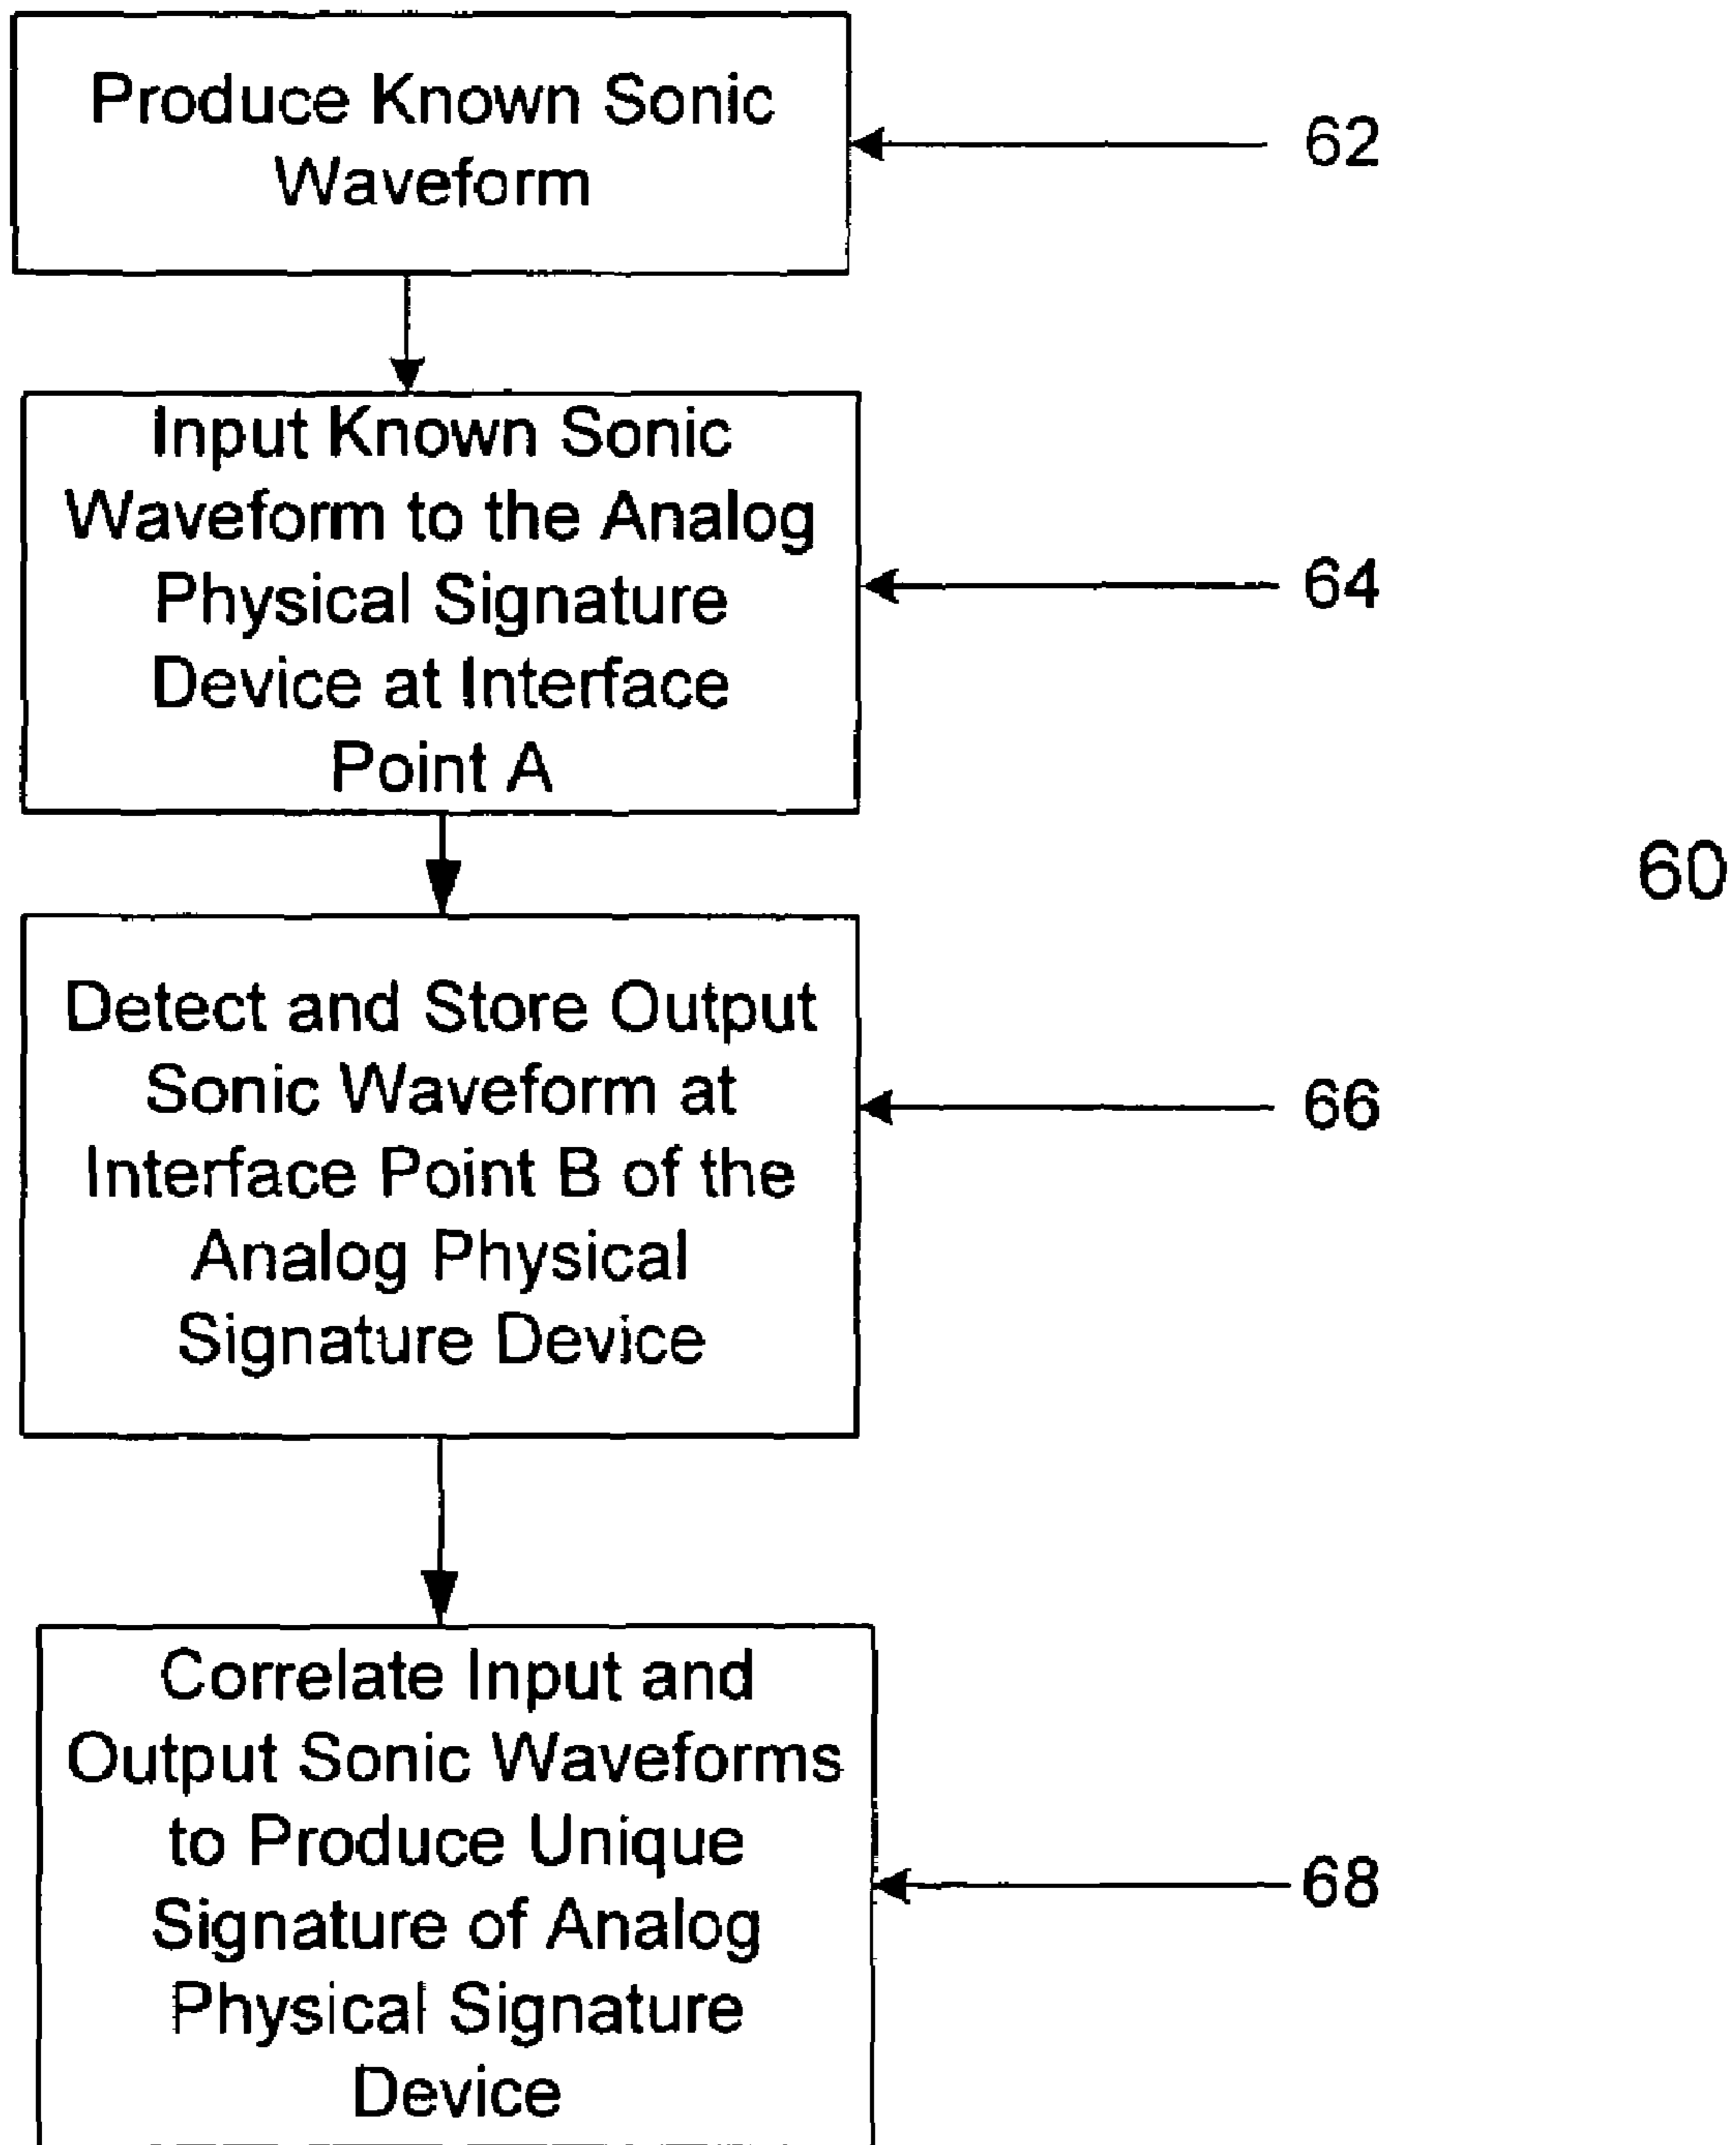 Produce Known Sonic
Waveform
62
Input Known Sonic
Waveform to the Analog
Physical Signature
Device at Interface
Point A
64
60
Detect and Store Output
Sonic Waveform at
Interface Point B of the
Analog Physical
Signature Device
66
Correlate Input and
Output Sonic Waveforms
to Produce Unique
Signature of Analog
Physical Signature
Device
68